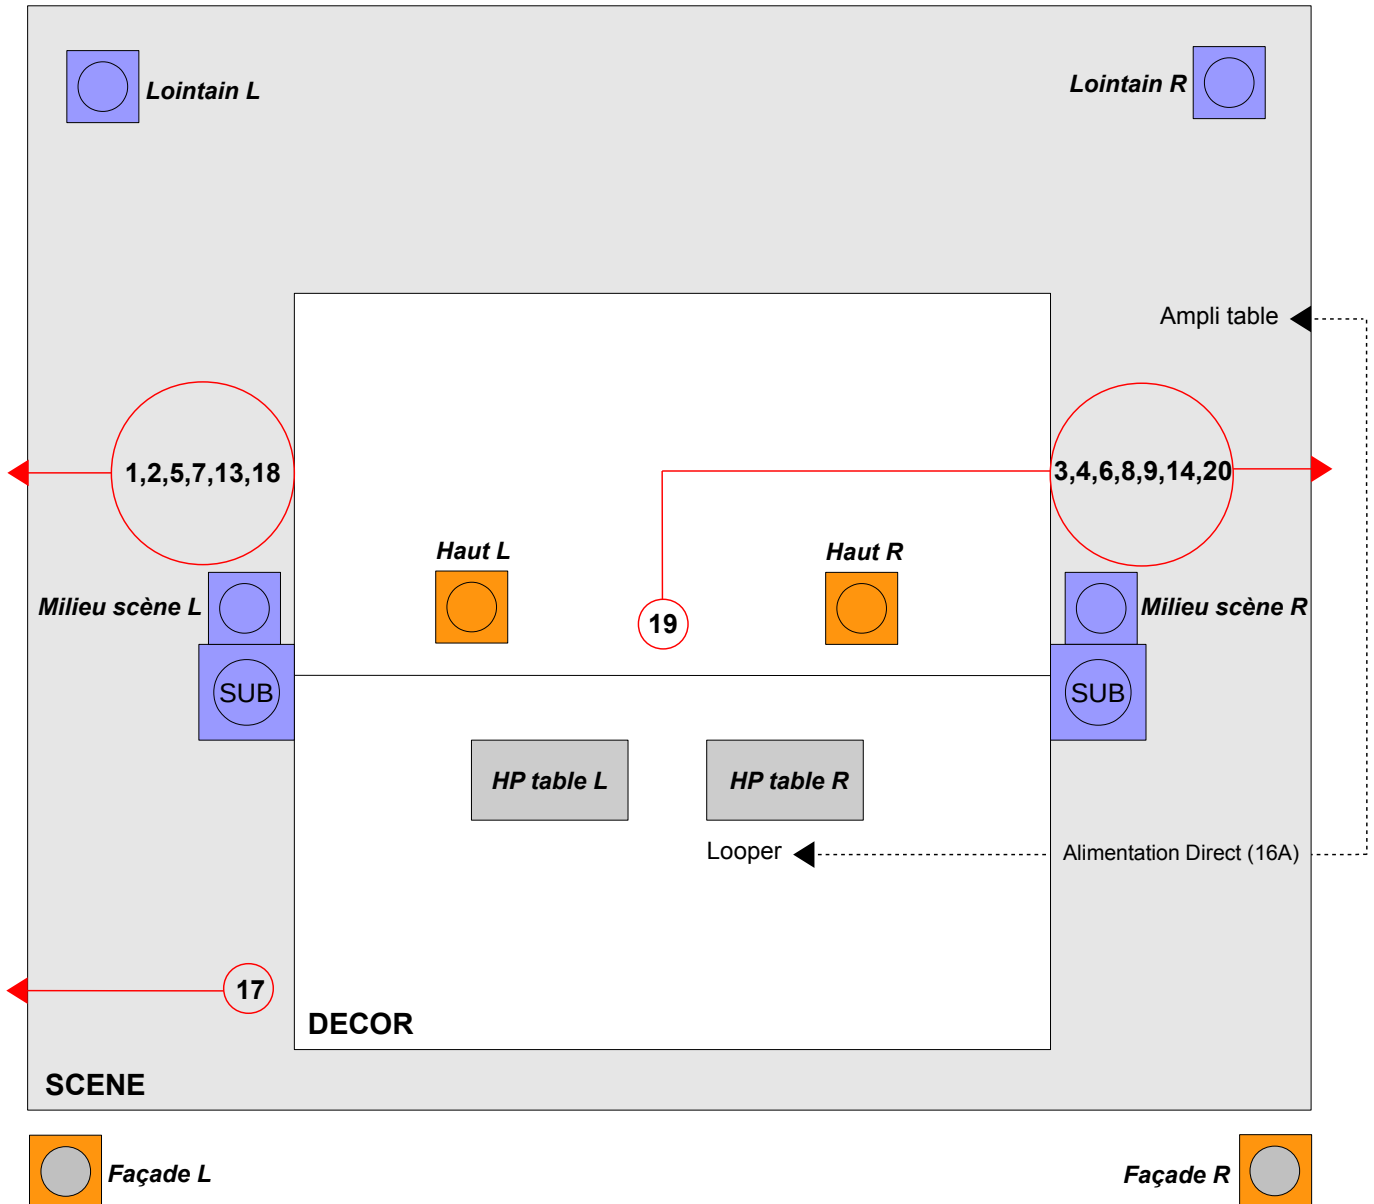 Lointain L
Lointain R
Ampli table
1,2,5,7,13,18
3,4,6,8,9,14,20
Haut L
Haut R
Milieu scène L
19
Milieu scène R
SUB
SUB
HP table L
HP table R
Looper
Alimentation Direct (16A)
17
DECOR
SCENE
Façade L
Façade R